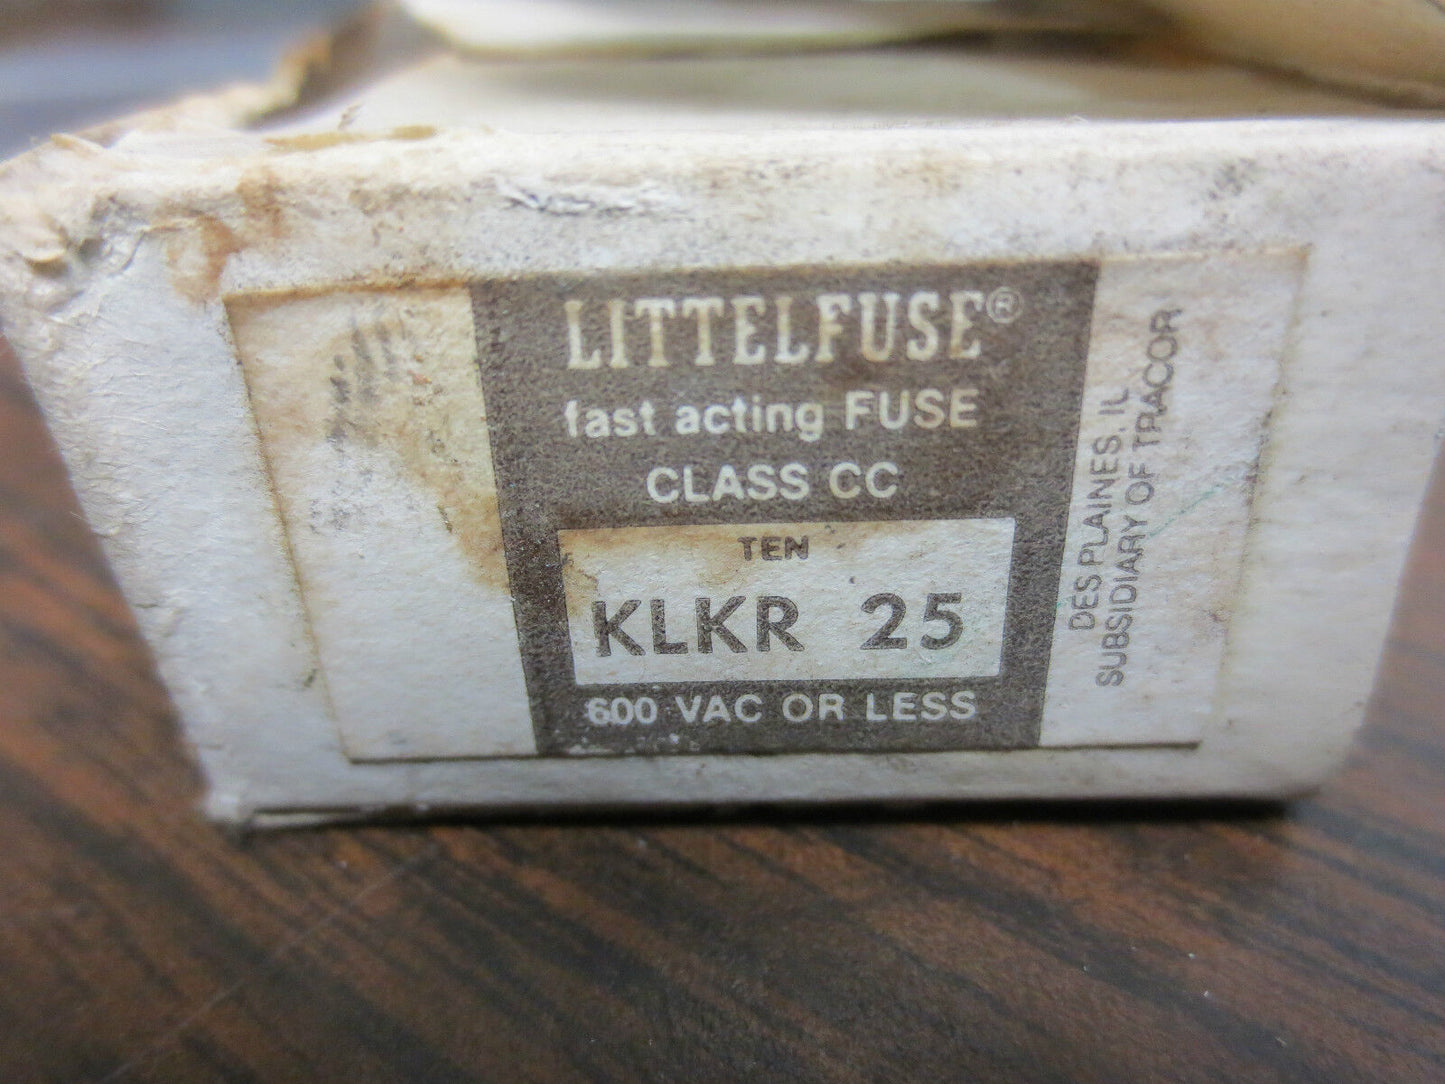 LITTELFUSE®
fast acting FUSE
CLASS CC
TEN
KLKR 25
600 VAC OR LESS
DES PLAINES, IL
SUBSIDIARY OF TRACOR